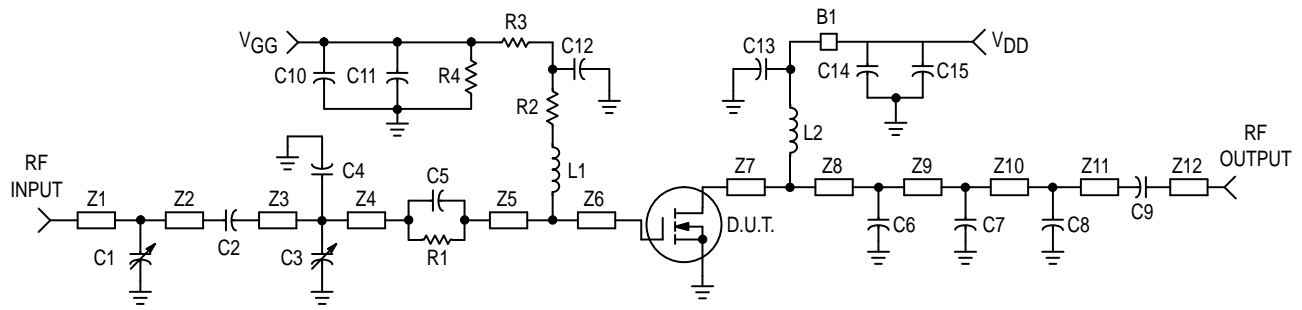 R3
B1
VGG
C12
C13
VDD
C10
C11
R4
C14
C15
R2
L2
RF
INPUT
RF
OUTPUT
C4
C5
L1
Z7
Z8
Z9
Z10
Z11
Z12
Z1
Z2
Z3
Z4
Z5
Z6
C9
D.U.T.
C6
C7
C8
C1
C2
C3
R1